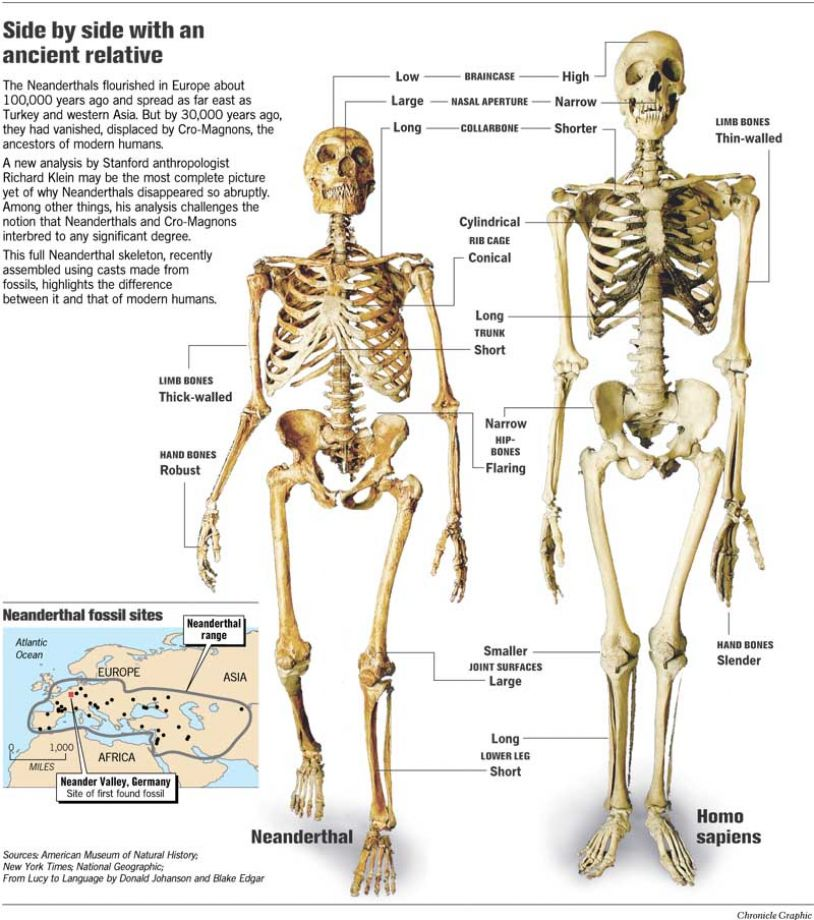 Side by side with an
ancient relative
The Neanderthals flourished in Europe about
100,000 years ago and spread as far east as
Turkey and western Asia. But by 30,000 years ago,
they had vanished, displaced by Cro-Magnons, the
ancestors of modern humans.
A new analysis by Stanford anthropologist
Richard Klein may be the most complete picture
yet of why Neanderthals disappeared so abruptly.
Among other things, his analysis challenges the
notion that Neanderthals and Cro-Magnons
interbred to any significant degree.
This full Neanderthal skeleton, recently
assembled using casts made from
fossils, highlights the difference
between it and that of modern humans.
Low BRAINCASE High
Large NASAL APERTURE Narrow
Long COLLARBONE Shorter
LIMB BONES
Thin-walled
Cylindrical
RIB CAGE
Conical
Long
TRUNK
Short
LIMB BONES
Thick-walled
Narrow
HIP-
BONES
Flaring
HAND BONES
Robust
HAND BONES
Slender
Smaller
JOINT SURFACES
Large
Long
LOWER LEG
Short
Neanderthal
Homo
sapiens
Neanderthal fossil sites
Neanderthal
range
Atlantic
Ocean
EUROPE
ASIA
AFRICA
0 1,000
MILES
Neander Valley, Germany
Site of first found fossil
Sources: American Museum of Natural History;
New York Times; National Geographic;
From Lucy to Language by Donald Johanson and Blake Edgar
Chronicle Graphic